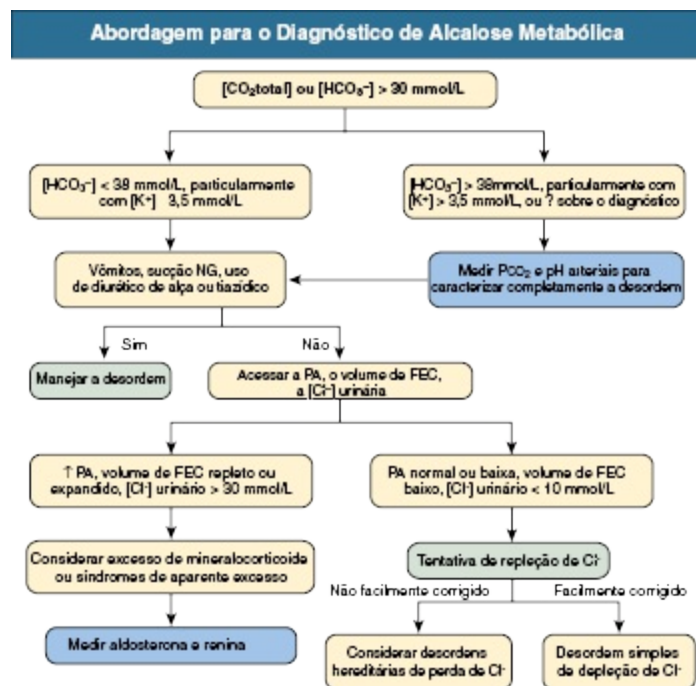 Abordagem para o Diagnóstico de Alcalose Metabólica
[CO₂total] ou [HCO₃⁻] > 30 mmol/L
[HCO₃⁻] < 38 mmol/L, particularmente
com [K⁺] 3,5 mmol/L
[HCO₃⁻] > 38mmol/L, particularmente com
[K⁺] > 3,5 mmol/L, ou ? sobre o diagnóstico
Vômitos, sucção NG, uso
de diurético de alça ou tiazídico
Medir PCO₂ e pH arteriais para
caracterizar completamente a desordem
Sim
Não
Manejar a desordem
Acessar a PA, o volume de FEC,
a [Cl⁻] urinária
↑ PA, volume de FEC repleto ou
expandido, [Cl⁻] urinário > 30 mmol/L
PA normal ou baixa, volume de FEC
baixo, [Cl⁻] urinário < 10 mmol/L
Considerar excesso de mineralocorticoide
ou síndromes de aparente excesso
Tentativa de repleção de Cl⁻
Não facilmente corrigido
Facilmente corrigido
Medir aldosterona e renina
Considerar desordens
hereditárias de perda de Cl⁻
Desordem simples
de depleção de Cl⁻